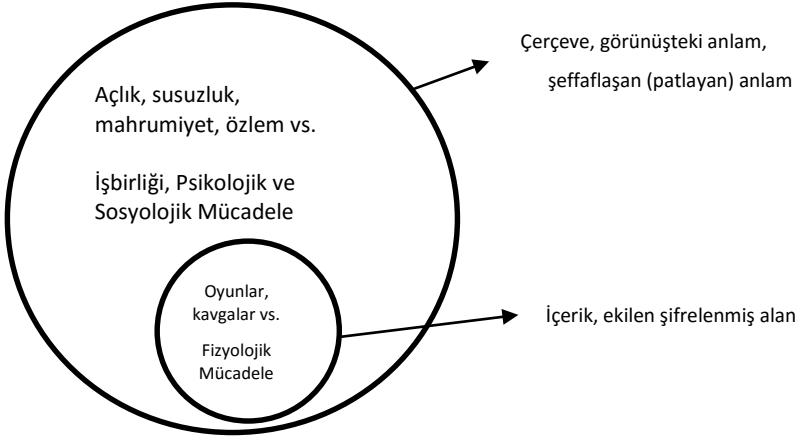 Çerçeve, görünüşteki anlam,
şeffaflaşan (patlayan) anlam
Açlık, susuzluk,
mahrumiyet, özlem vs.
İşbirliği, Psikolojik ve
Sosyolojik Mücadele
Oyunlar,
kavgalar vs.
Fizyolojik
Mücadele
İçerik, ekilen şifrelenmiş alan